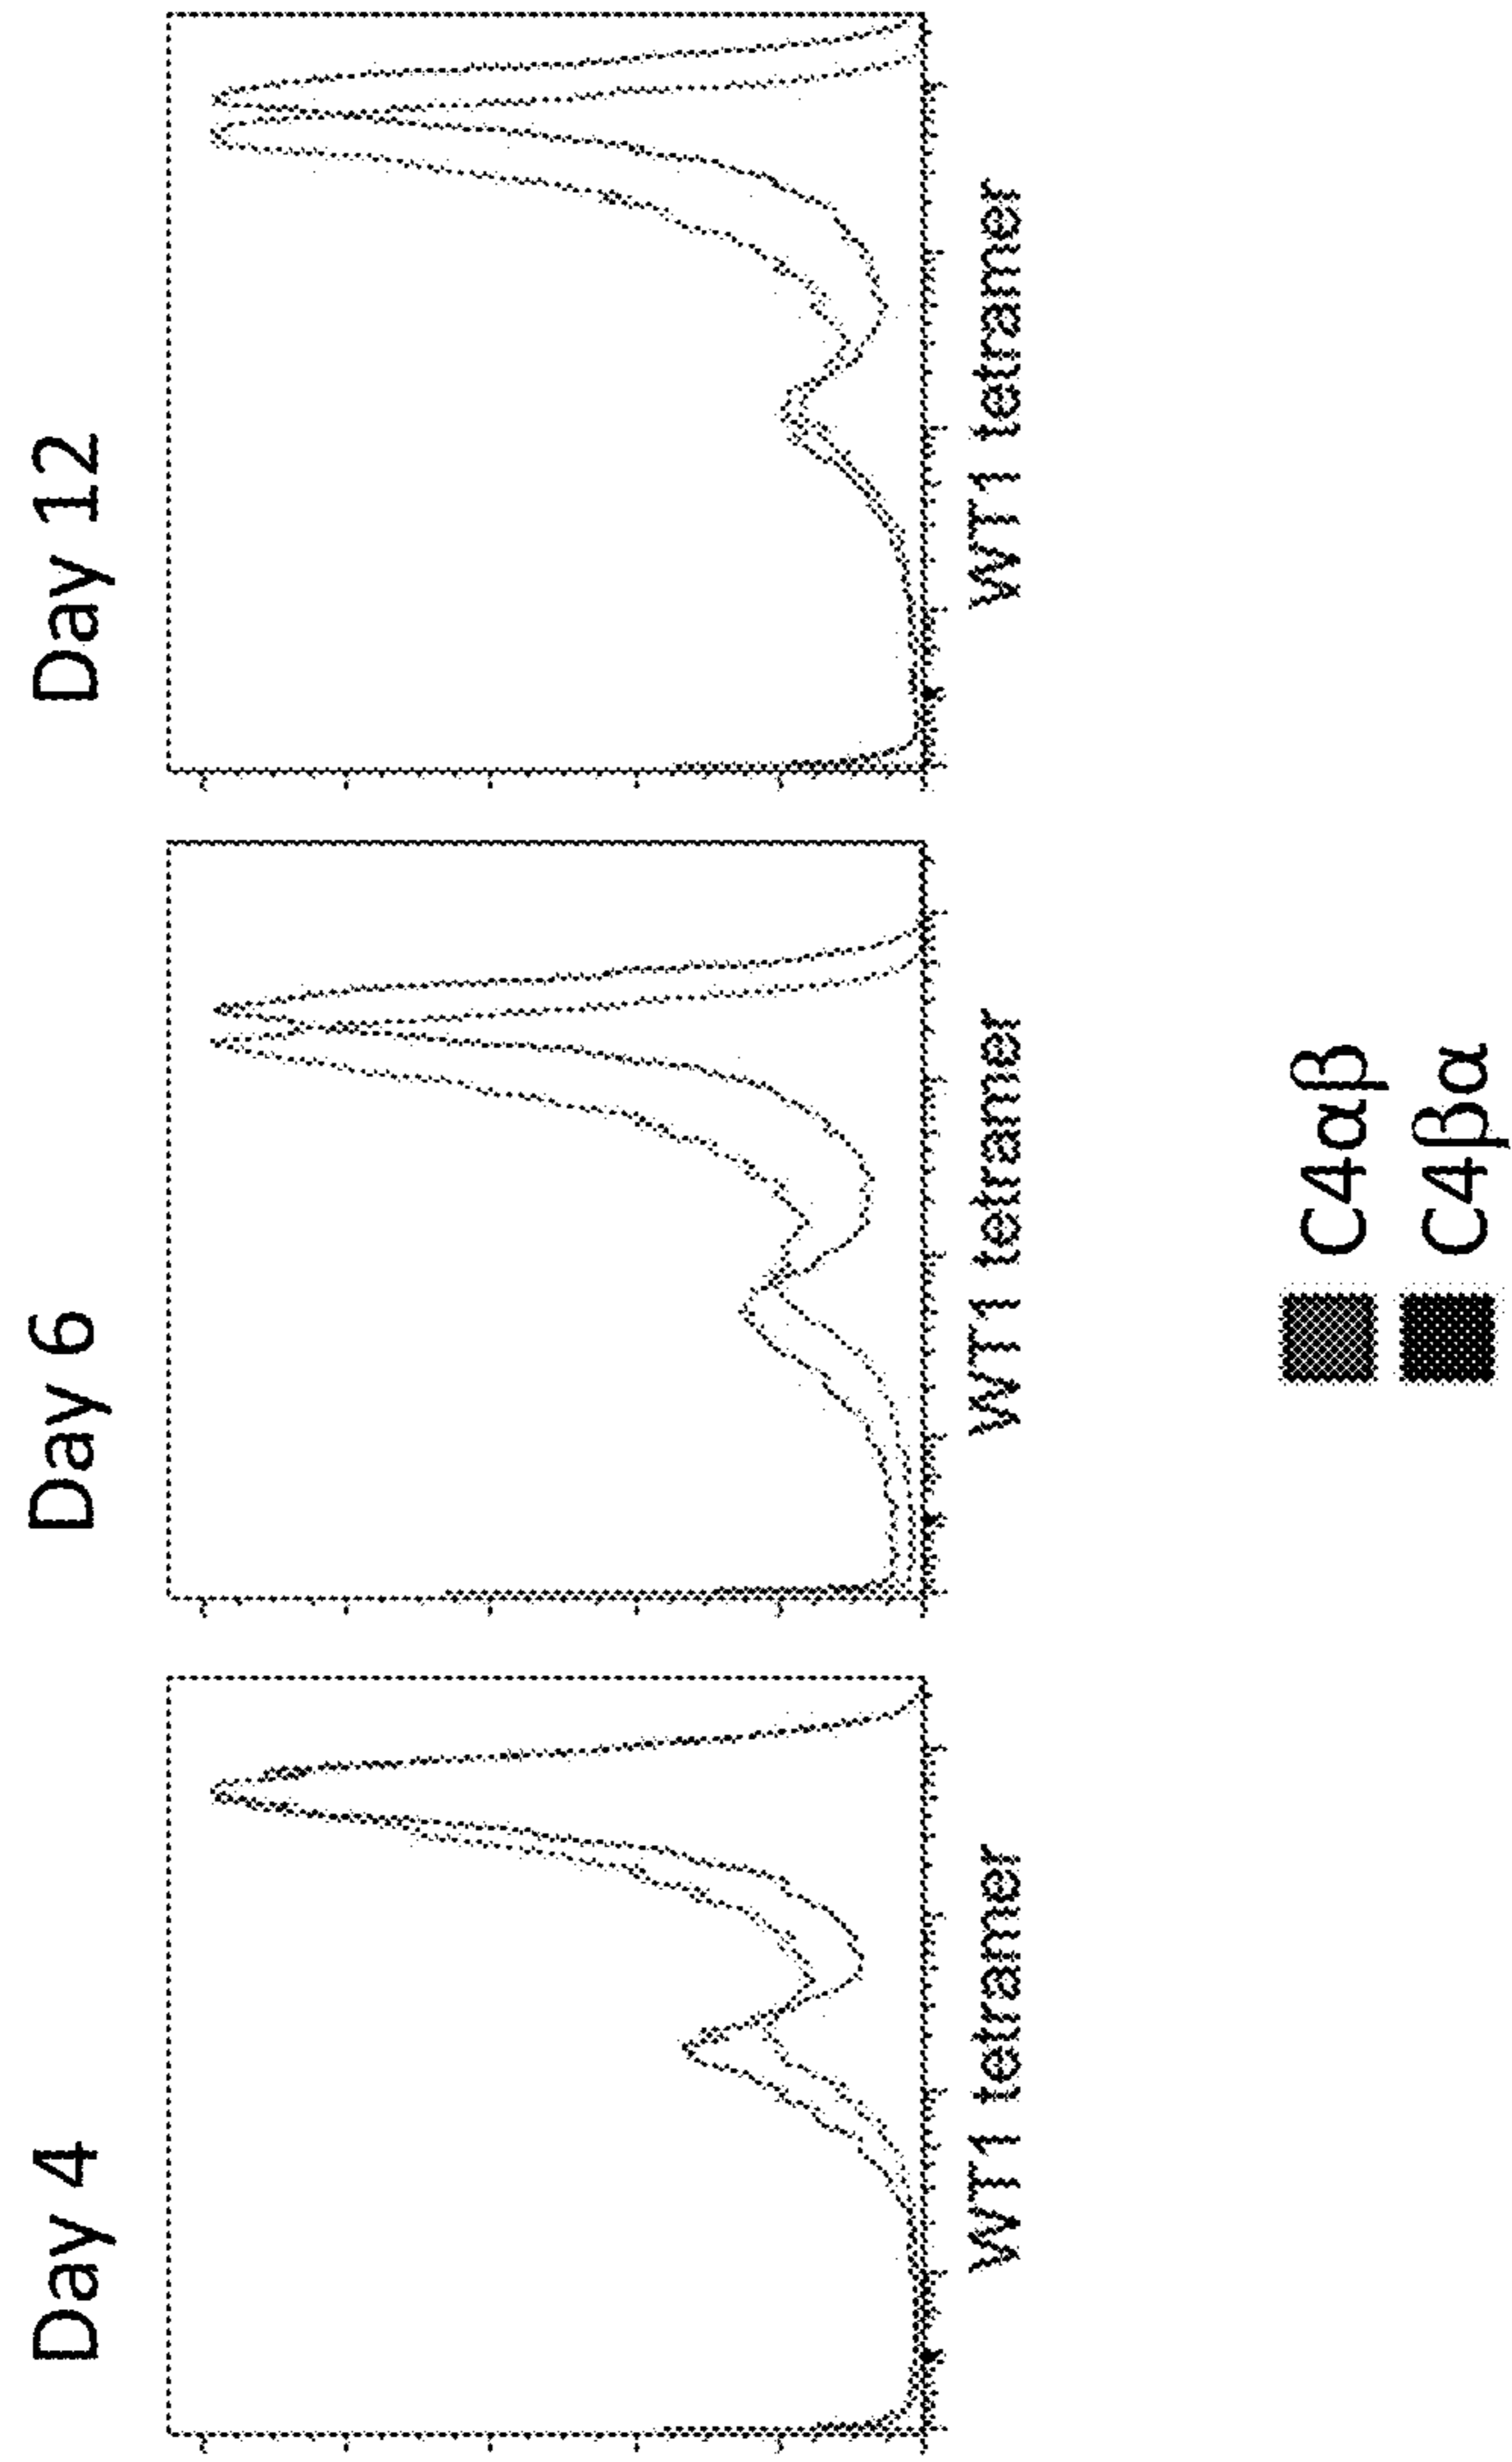 Day 4
Day 6
Day 12
WT1 tetramer
WT1 tetramer
WT1 tetramer
C4αβ
C4βα